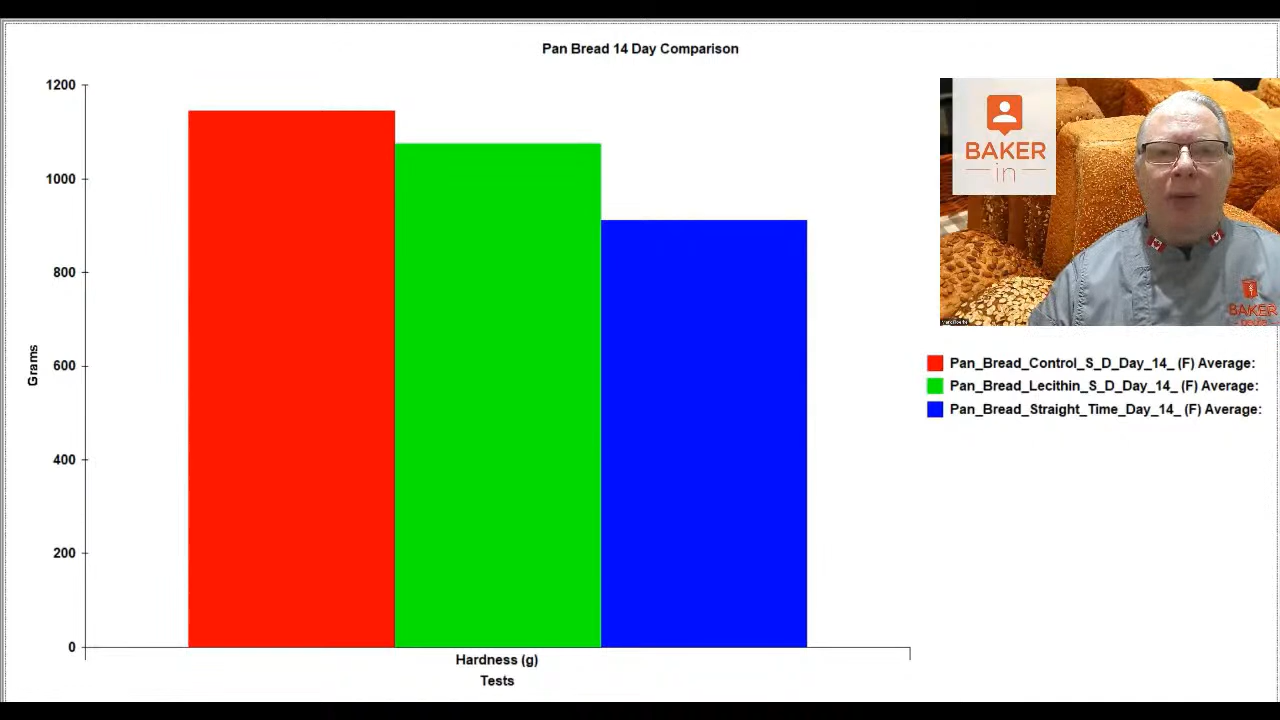 Pan Bread 14 Day Comparison
1200
1000
800
600
400
200
0
Grams
Hardness (g)
Tests
BAKER
in
BAKER
Pan_Bread_Control_S_D_Day_14_ (F) Average:
Pan_Bread_Lecithin_S_D_Day_14_ (F) Average:
Pan_Bread_Straight_Time_Day_14_ (F) Average: